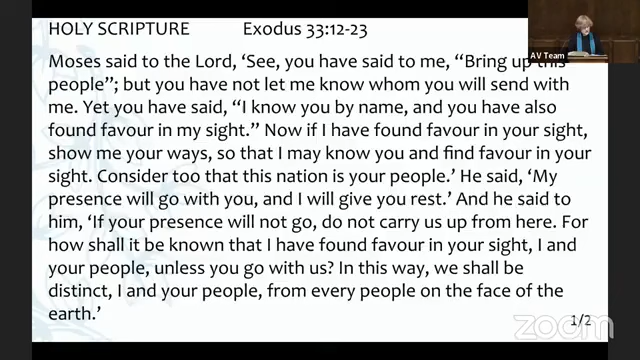 HOLY SCRIPTURE Exodus 33:12-23
AV Team
Moses said to the Lord, ‘See, you have said to me, “Bring up this
people”; but you have not let me know whom you will send with
me. Yet you have said, “I know you by name, and you have also
found favour in my sight.” Now if I have found favour in your sight,
show me your ways, so that I may know you and find favour in your
sight. Consider too that this nation is your people.’ He said, ‘My
presence will go with you, and I will give you rest.’ And he said to
him, ‘If your presence will not go, do not carry us up from here. For
how shall it be known that I have found favour in your sight, I and
your people, unless you go with us? In this way, we shall be
distinct, I and your people, from every people on the face of the
earth.’
1/2
zoom